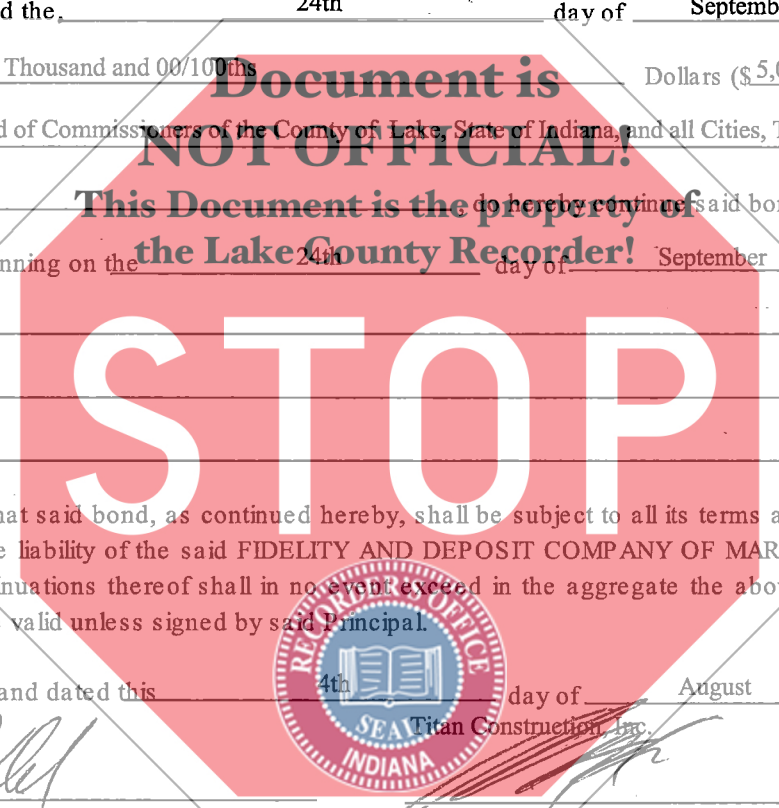 d the 24th day of Septemb
Thousand and 00/100ths Dollars ($ 5,0
Document is
d of Commissioners of the County of Lake, State of Indiana, and all Cities, T
NOT OFFICIAL!
, do hereby continue said bon
This Document is the property of
the Lake County Recorder!
nning on the 24th day of September
STOP
hat said bond, as continued hereby, shall be subject to all its terms a
e liability of the said FIDELITY AND DEPOSIT COMPANY OF MAR
nuations thereof shall in no event exceed in the aggregate the abo
valid unless signed by said Principal.
RECORDER'S OFFICE
SEAL
INDIANA
and dated this 4th day of August
Titan Construction, Inc.